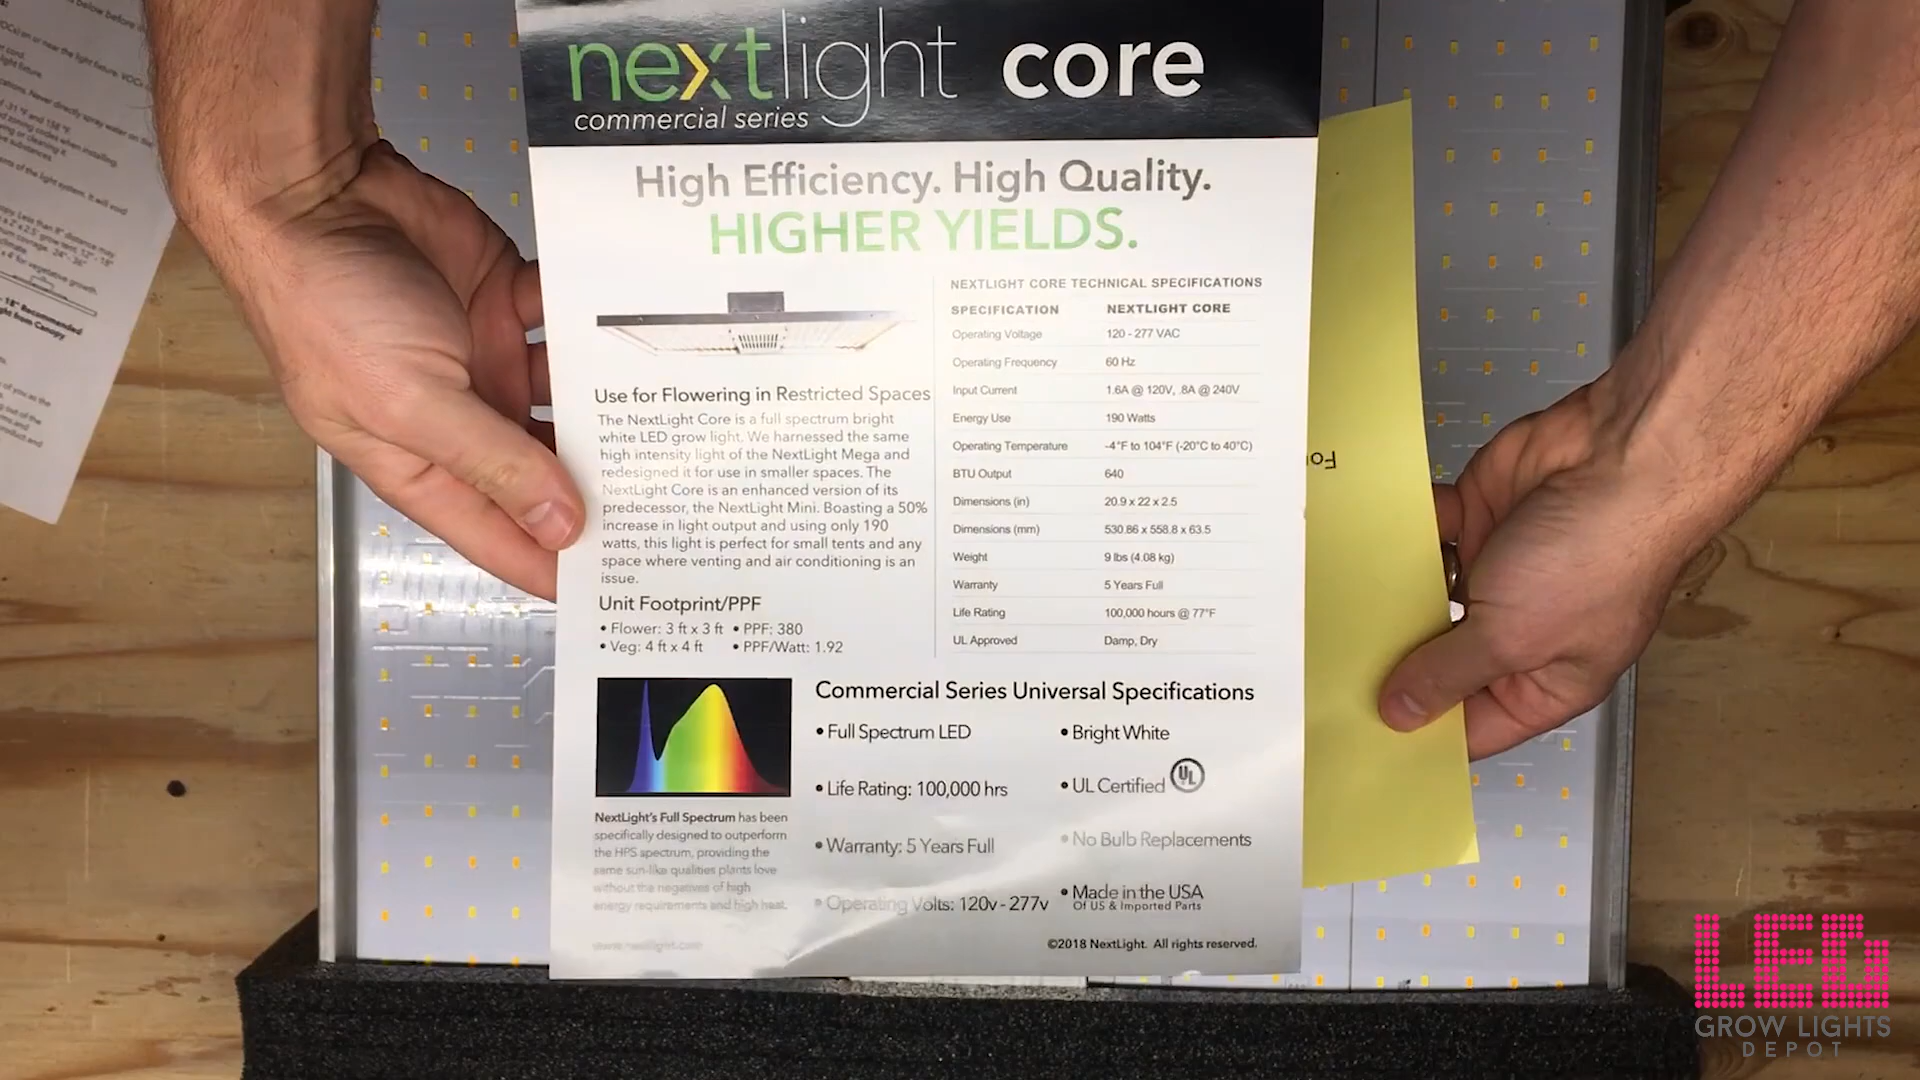 nextlight core
commercial series
High Efficiency. High Quality.
HIGHER YIELDS.
Use for Flowering in Restricted Spaces
The NextLight Core is a full spectrum bright
white LED grow light. We harnessed the same
high intensity light of the NextLight Mega and
redesigned it for use in smaller spaces. The
NextLight Core is an enhanced version of its
predecessor, the NextLight Mini. Boasting a 50%
increase in light output and using only 190
watts, this light is perfect for small tents and any
space where venting and air conditioning is an
issue.
Unit Footprint/PPF
• Flower: 3 ft x 3 ft • PPF: 380
• Veg: 4 ft x 4 ft • PPF/Watt: 1.92
NEXTLIGHT CORE TECHNICAL SPECIFICATIONS
SPECIFICATION NEXTLIGHT CORE
Operating Voltage 120 - 277 VAC
Operating Frequency 60 Hz
Input Current 1.6A @ 120V, .8A @ 240V
Energy Use 190 Watts
Operating Temperature -4°F to 104°F (-20°C to 40°C)
BTU Output 640
Dimensions (in) 20.9 x 22 x 2.5
Dimensions (mm) 530.86 x 558.8 x 63.5
Weight 9 lbs (4.08 kg)
Warranty 5 Years Full
Life Rating 100,000 hours @ 77°F
UL Approved Damp, Dry
NextLight's Full Spectrum has been
specifically designed to outperform
the HPS spectrum, providing the
same sun-like qualities plants love
without the negatives of high
energy requirements and high heat.
www.nextlight.com
Commercial Series Universal Specifications
• Full Spectrum LED
• Life Rating: 100,000 hrs
• Warranty: 5 Years Full
• Operating Volts: 120v - 277v
• Bright White
• UL Certified UL
• No Bulb Replacements
• Made in the USA
Of US & Imported Parts
©2018 NextLight. All rights reserved.
18" Recommended
from Canopy
LED
GROW LIGHTS
DEPOT